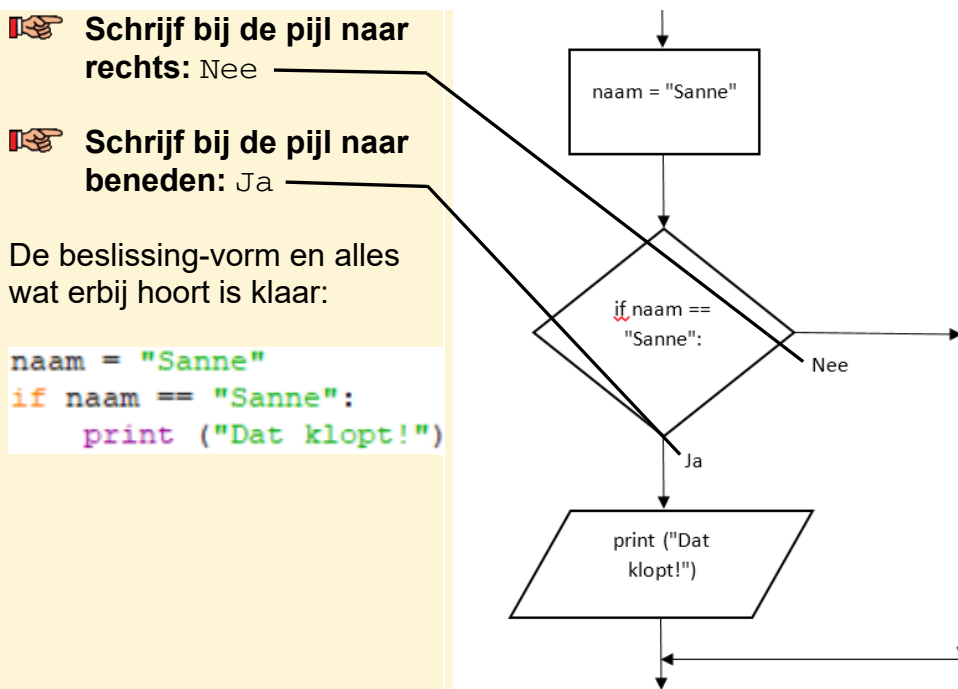 Schrijf bij de pijl naar
rechts: Nee
Schrijf bij de pijl naar
beneden: Ja
De beslissing-vorm en alles
wat erbij hoort is klaar:
naam = "Sanne"
if naam == "Sanne":
    print ("Dat klopt!")
naam = "Sanne"
if naam ==
"Sanne":
Nee
Ja
print ("Dat
klopt!")